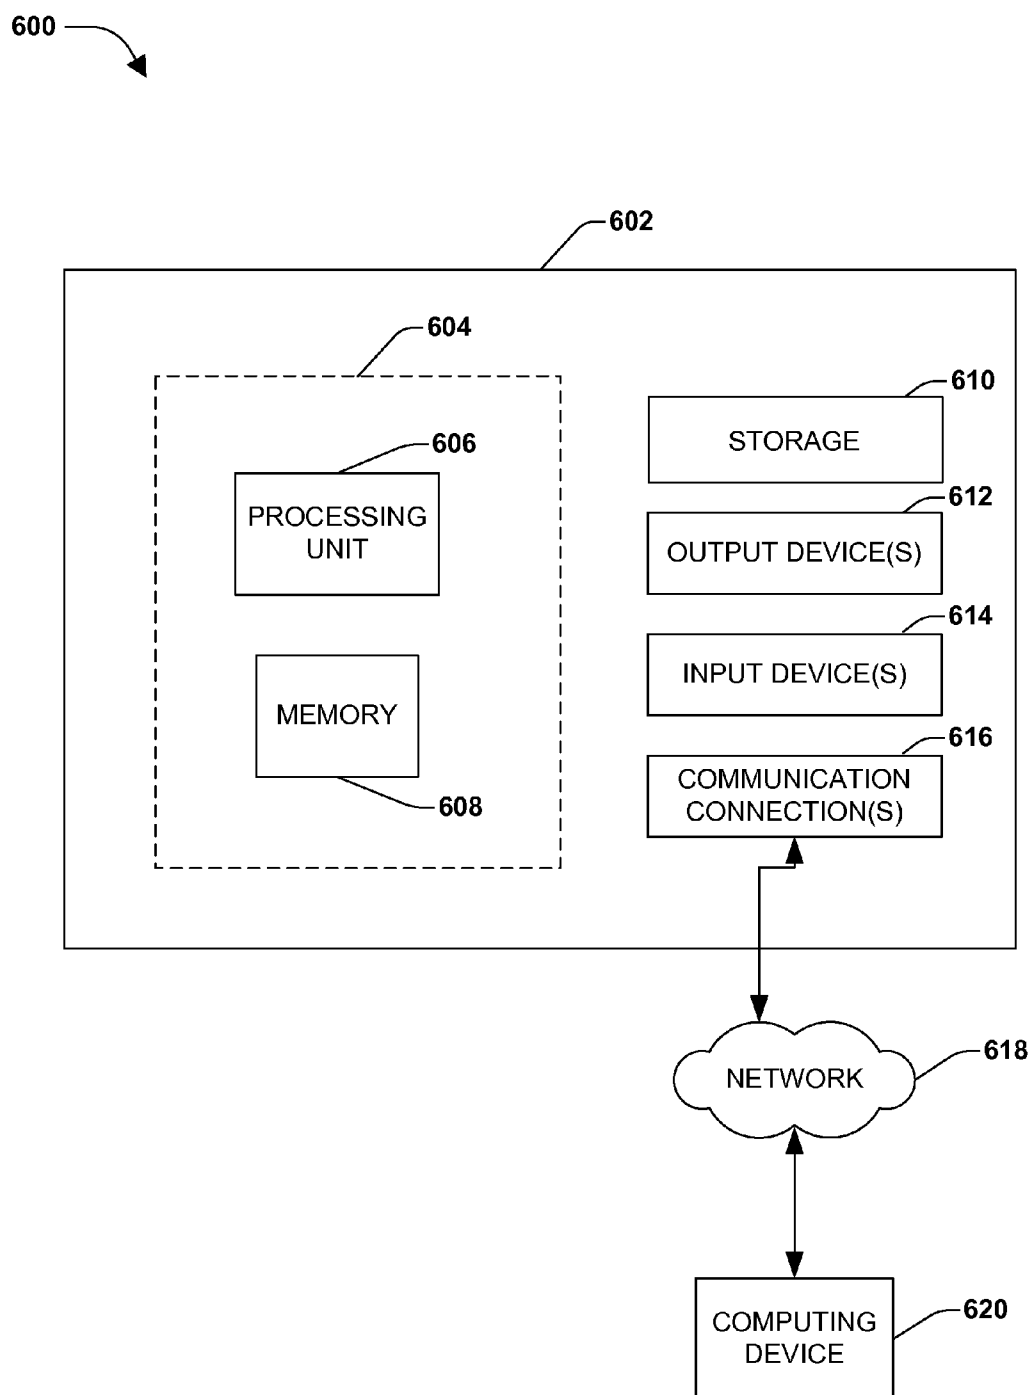 600
602
604
610
606
STORAGE
612
PROCESSING
UNIT
OUTPUT DEVICE(S)
614
INPUT DEVICE(S)
MEMORY
616
COMMUNICATION
CONNECTION(S)
608
618
NETWORK
620
COMPUTING
DEVICE